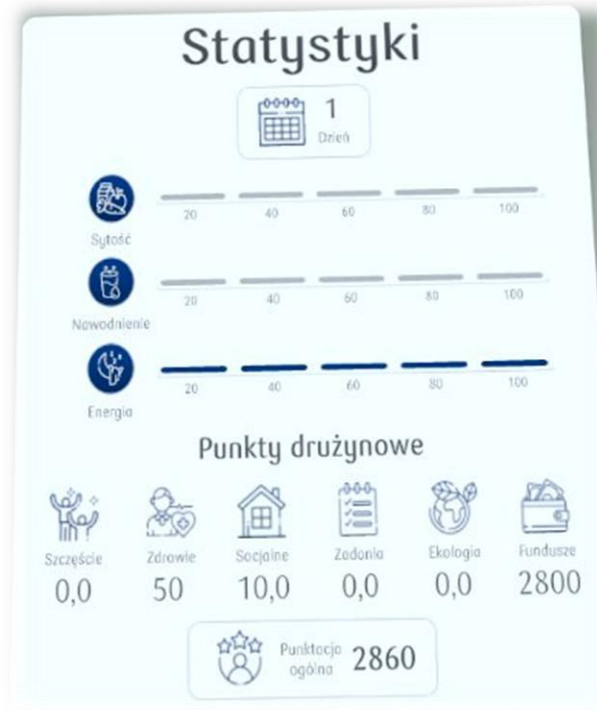 Statystyki
1
Dzień
20 40 60 80 100
Sytość
20 40 60 80 100
Nawodnienie
20 40 60 80 100
Energia
Punkty drużynowe
Szczęście Zdrowie Socjalne Zadania Ekologia Fundusze
0,0 50 10,0 0,0 0,0 2800
Punktacja
ogólna 2860